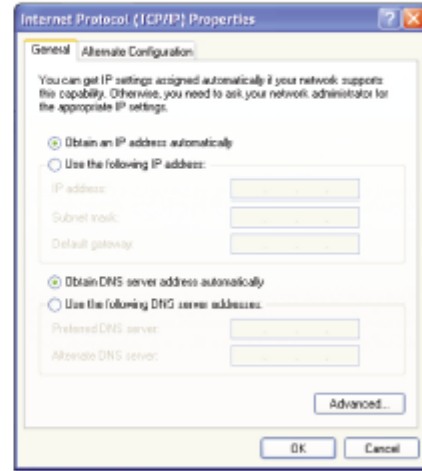 Internet Protocol (TCP/IP) Properties
General
Alternate Configuration
You can get IP settings assigned automatically if your network supports
this capability. Otherwise, you need to ask your network administrator for
the appropriate IP settings.
Obtain an IP address automatically
Use the following IP address:
IP address:
Subnet mask:
Default gateway:
Obtain DNS server address automatically
Use the following DNS server addresses:
Preferred DNS server:
Alternate DNS server:
Advanced...
OK
Cancel